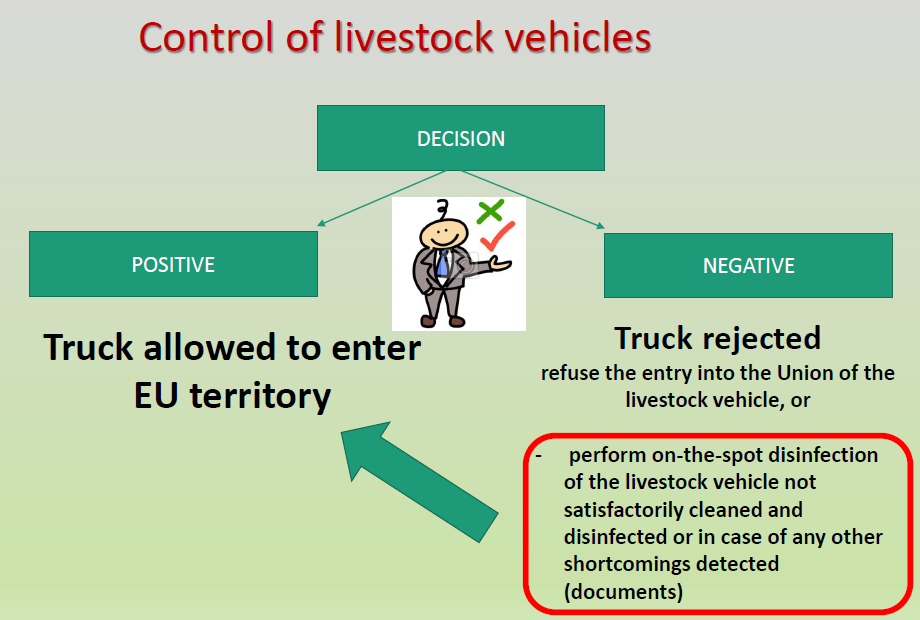 Control of livestock vehicles
DECISION
POSITIVE
NEGATIVE
Truck allowed to enter
EU territory
Truck rejected
refuse the entry into the Union of the
livestock vehicle, or
- perform on-the-spot disinfection
of the livestock vehicle not
satisfactorily cleaned and
disinfected or in case of any other
shortcomings detected
(documents)